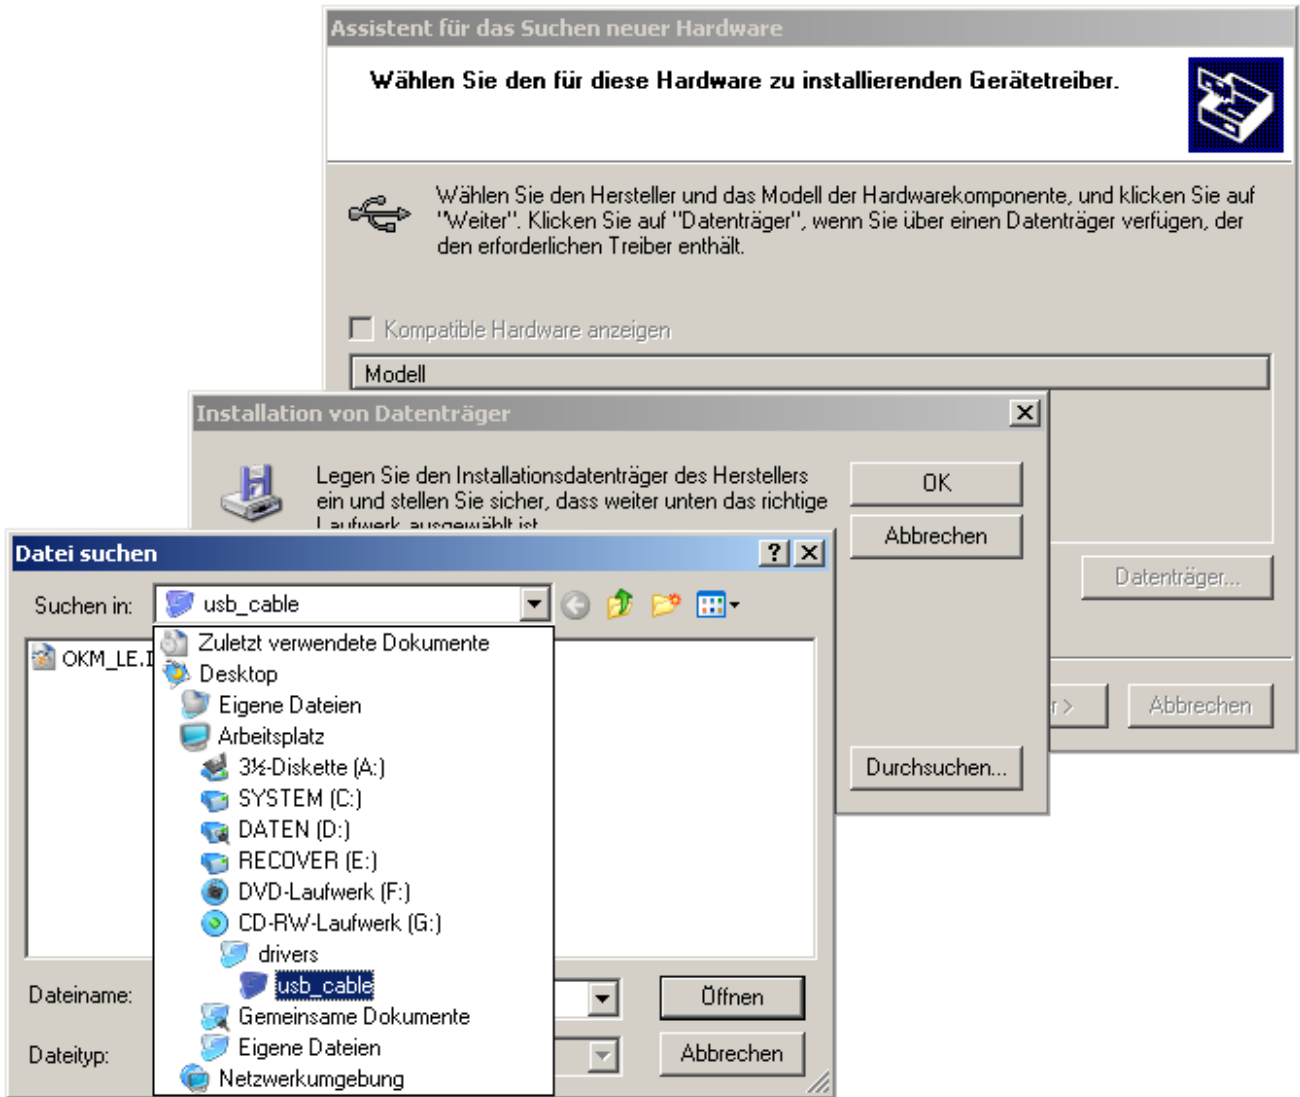 Assistent für das Suchen neuer Hardware
Wählen Sie den für diese Hardware zu installierenden Gerätetreiber.
Wählen Sie den Hersteller und das Modell der Hardwarekomponente, und klicken Sie auf
"Weiter". Klicken Sie auf "Datenträger", wenn Sie über einen Datenträger verfügen, der
den erforderlichen Treiber enthält.
Kompatible Hardware anzeigen
Modell
Datenträger...
r >
Abbrechen
Installation von Datenträger
Legen Sie den Installationsdatenträger des Herstellers
ein und stellen Sie sicher, dass weiter unten das richtige
Laufwerk ausgewählt ist.
OK
Abbrechen
Durchsuchen...
Datei suchen
Suchen in:
usb_cable
OKM_LE.I
Zuletzt verwendete Dokumente
Desktop
Eigene Dateien
Arbeitsplatz
3½-Diskette (A:)
SYSTEM (C:)
DATEN (D:)
RECOVER (E:)
DVD-Laufwerk (F:)
CD-RW-Laufwerk (G:)
drivers
usb_cable
Gemeinsame Dokumente
Eigene Dateien
Netzwerkumgebung
Dateiname:
Öffnen
Dateityp:
Abbrechen